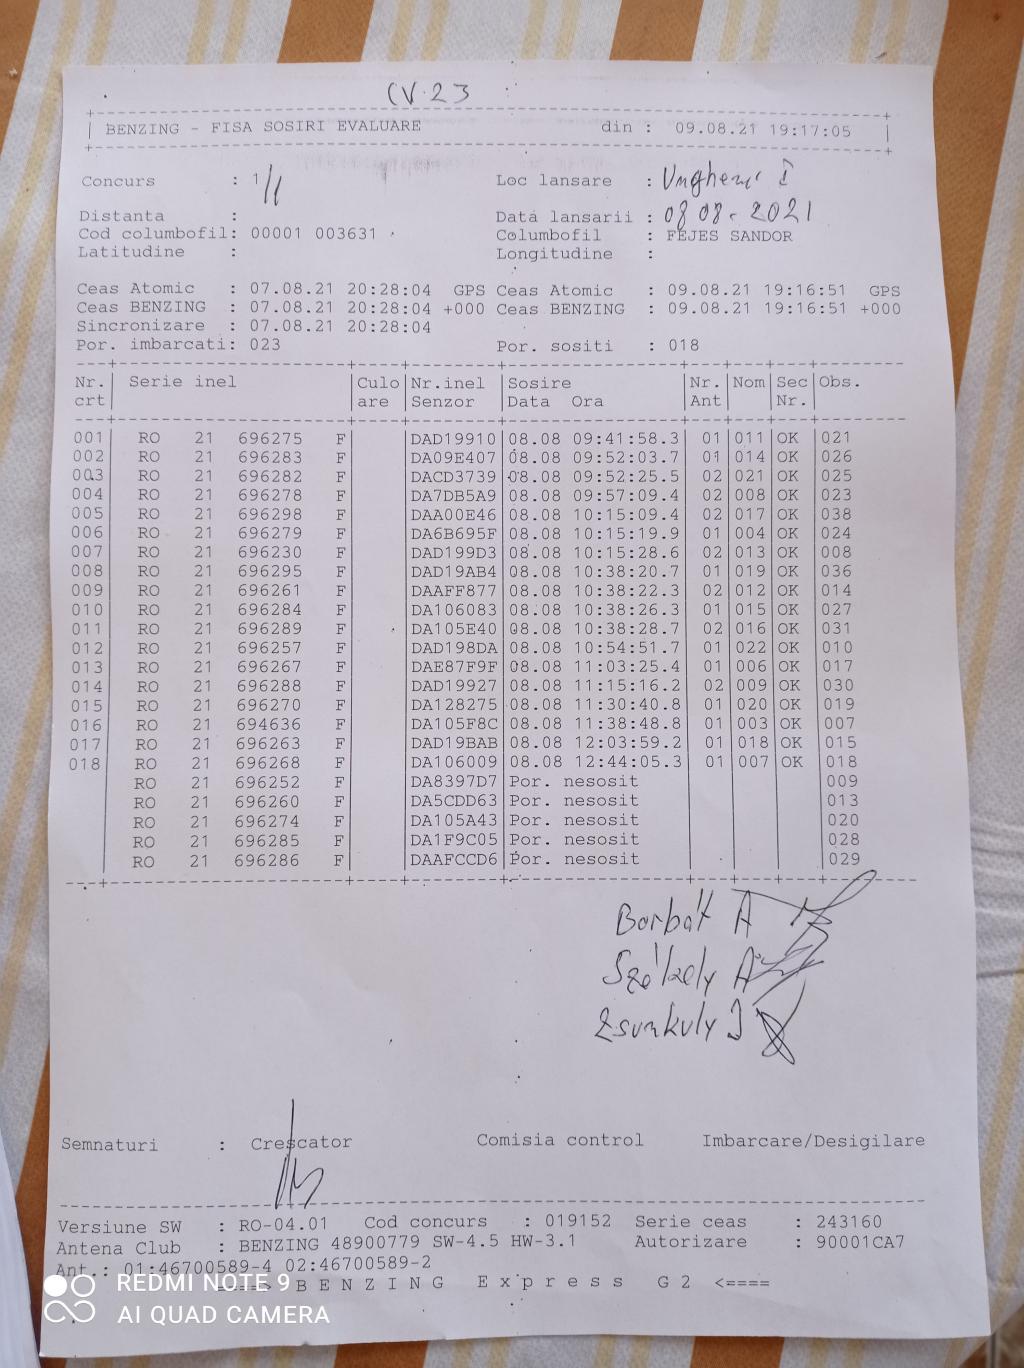 CV.23
BENZING - FISA SOSIRI EVALUARE din : 09.08.21 19:17:05
Concurs : 1 Loc lansare : Ungheni I
Distanta : Data lansarii : 08 08 - 2021
Cod columbofil: 00001 003631 Columbofil : FEJES SANDOR
Latitudine : Longitudine :
Ceas Atomic : 07.08.21 20:28:04 GPS Ceas Atomic : 09.08.21 19:16:51 GPS
Ceas BENZING : 07.08.21 20:28:04 +000 Ceas BENZING : 09.08.21 19:16:51 +000
Sincronizare : 07.08.21 20:28:04
Por. imbarcati: 023 Por. sositi : 018
Nr. Serie inel Culo Nr.inel Sosire Nr. Nom Sec Obs.
crt are Senzor Data Ora Ant Nr.
001 RO 21 696275 F DAD19910 08.08 09:41:58.3 01 011 OK 021
002 RO 21 696283 F DA09E407 08.08 09:52:03.7 01 014 OK 026
003 RO 21 696282 F DACD3739 08.08 09:52:25.5 02 021 OK 025
004 RO 21 696278 F DA7DB5A9 08.08 09:57:09.4 02 008 OK 023
005 RO 21 696298 F DAA00E46 08.08 10:15:09.4 02 017 OK 038
006 RO 21 696279 F DA6B695F 08.08 10:15:19.9 01 004 OK 024
007 RO 21 696230 F DAD199D3 08.08 10:15:28.6 02 013 OK 008
008 RO 21 696295 F DAD19AB4 08.08 10:38:20.7 01 019 OK 036
009 RO 21 696261 F DAAFF877 08.08 10:38:22.3 02 012 OK 014
010 RO 21 696284 F DA106083 08.08 10:38:26.3 01 015 OK 027
011 RO 21 696289 F DA105E40 08.08 10:38:28.7 02 016 OK 031
012 RO 21 696257 F DAD198DA 08.08 10:54:51.7 01 022 OK 010
013 RO 21 696267 F DAE87F9F 08.08 11:03:25.4 01 006 OK 017
014 RO 21 696288 F DAD19927 08.08 11:15:16.2 02 009 OK 030
015 RO 21 696270 F DA128275 08.08 11:30:40.8 01 020 OK 019
016 RO 21 694636 F DA105F8C 08.08 11:38:48.8 01 003 OK 007
017 RO 21 696263 F DAD19BAB 08.08 12:03:59.2 01 018 OK 015
018 RO 21 696268 F DA106009 08.08 12:44:05.3 01 007 OK 018
RO 21 696252 F DA8397D7 Por. nesosit 009
RO 21 696260 F DA5CDD63 Por. nesosit 013
RO 21 696274 F DA105A43 Por. nesosit 020
RO 21 696285 F DA1F9C05 Por. nesosit 028
RO 21 696286 F DAAFCCD6 Por. nesosit 029
Borbát A
Székely A
Zsunkuly I
Semnaturi : Crescator Comisia control Imbarcare/Desigilare
Versiune SW : RO-04.01 Cod concurs : 019152 Serie ceas : 243160
Antena Club : BENZING 48900779 SW-4.5 HW-3.1 Autorizare : 90001CA7
Ant.: 01:46700589-4 02:46700589-2
====> B E N Z I N G E x p r e s s G 2 <====
REDMI NOTE 9
AI QUAD CAMERA